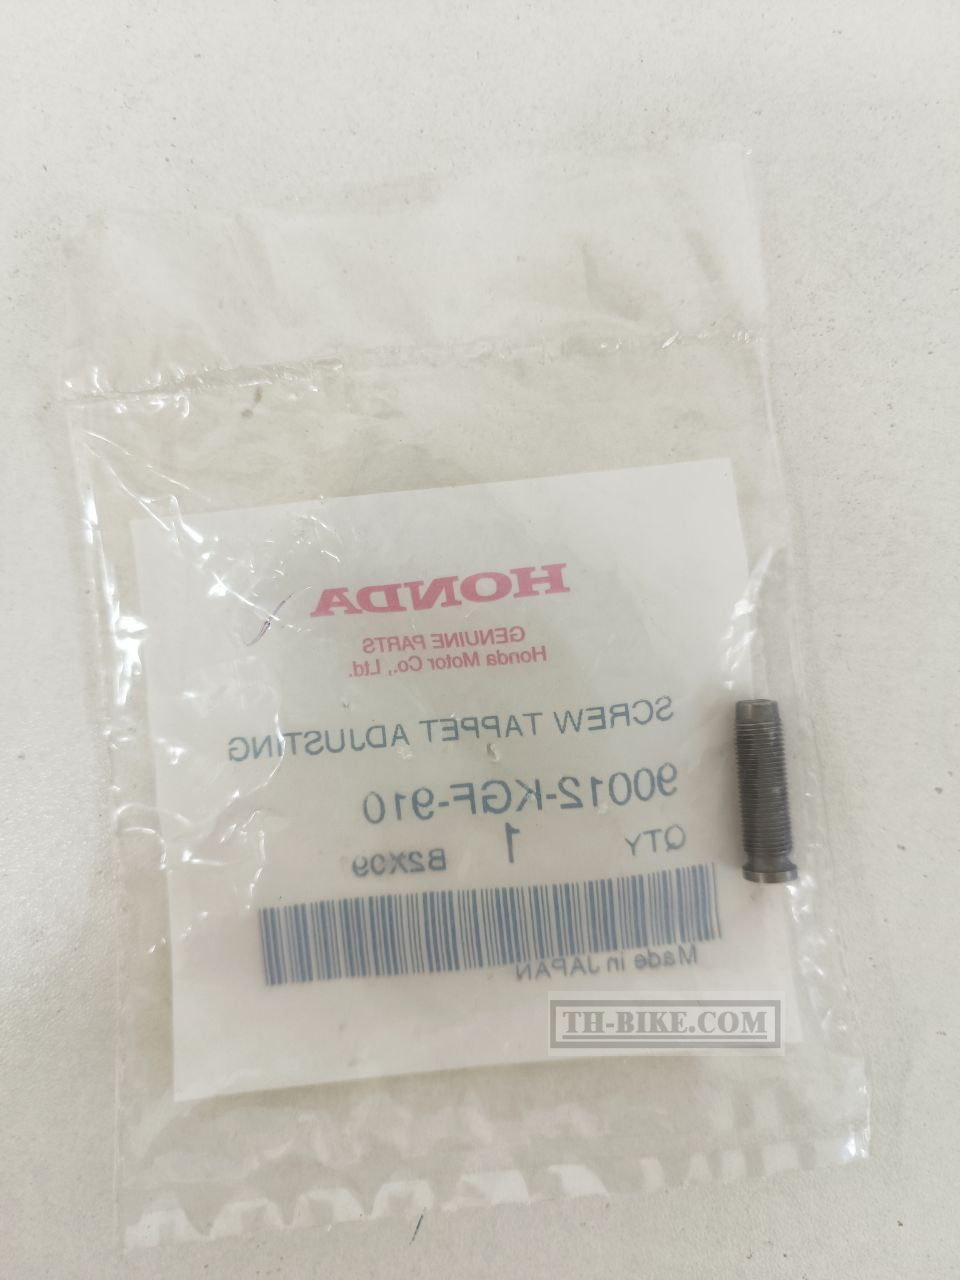 HONDA
GENUINE PARTS
Honda Motor Co., Ltd.
SCREW TAPPET ADJUSTING
90012-KGF-910
QTY 1 B2X09
Made in JAPAN
TH-BIKE.COM